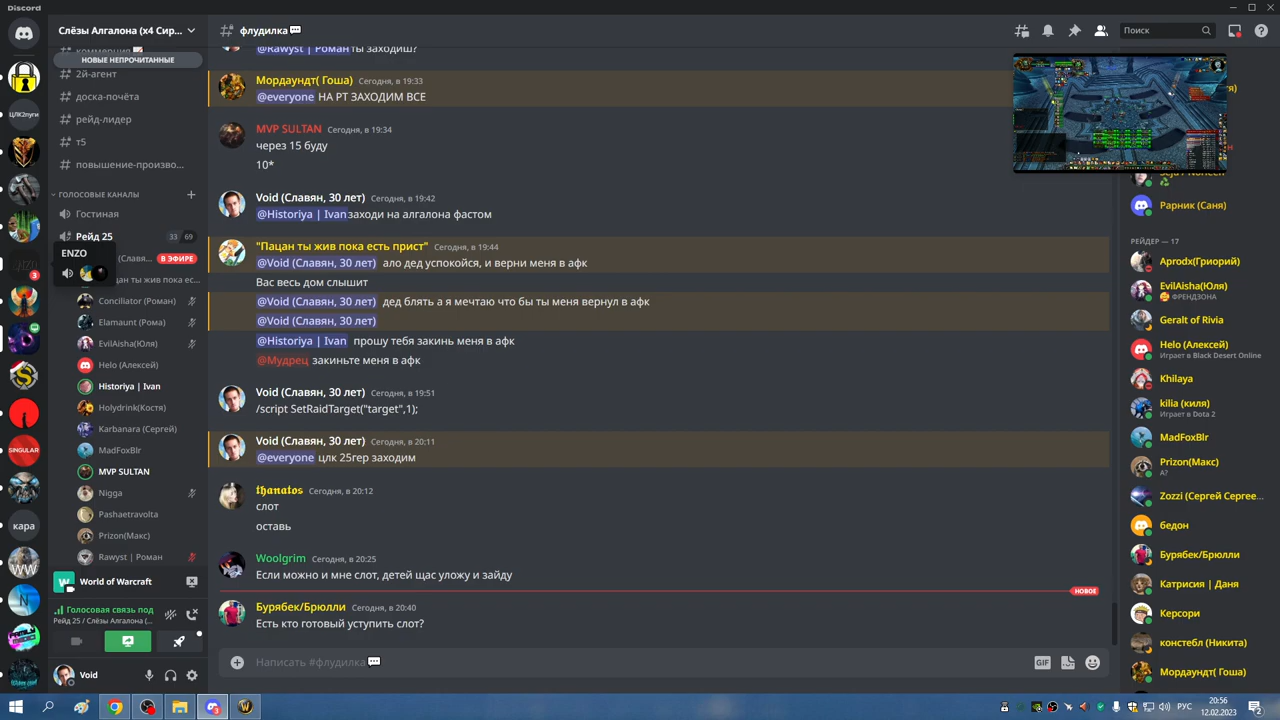 Discord
Слёзы Алгалона (x4 Сир...
флудилка💬
Поиск
коммерция
НОВЫЕ НЕПРОЧИТАННЫЕ
2й-агент
доска-почёта
рейд-лидер
т5
повышение-произво...
ГОЛОСОВЫЕ КАНАЛЫ
Гостиная
Рейд 25
33 69
ENZO
В ЭФИРЕ
Conciliator (Роман)
Elamaunt (Рома)
EvilAisha(Юля)
Helo (Алексей)
Historiya | Ivan
Holydrink(Костя)
Karbanara (Сергей)
MadFoxBlr
MVP SULTAN
Nigga
Pashaetravolta
Prizon(Макс)
Rawyst | Роман
World of Warcraft
Голосовая связь под
Рейд 25 / Слёзы Алгалона (...
Void
ЦЛК2пуги
3
SINGULAR
кара
@Rawyst | Роман ты заходиш?
Мордаундт( Гоша) Сегодня, в 19:33
@everyone НА РТ ЗАХОДИМ ВСЕ
MVP SULTAN Сегодня, в 19:34
через 15 буду
10*
Void (Славян, 30 лет) Сегодня, в 19:42
@Historiya | Ivan заходи на алгалона фастом
"Пацан ты жив пока есть прист" Сегодня, в 19:44
@Void (Славян, 30 лет) ало дед успокойся, и верни меня в афк
Вас весь дом слышит
@Void (Славян, 30 лет) дед блять а я мечтаю что бы ты меня вернул в афк
@Void (Славян, 30 лет)
@Historiya | Ivan прошу тебя закинь меня в афк
@Мудрец закиньте меня в афк
Void (Славян, 30 лет) Сегодня, в 19:51
/script SetRaidTarget("target",1);
Void (Славян, 30 лет) Сегодня, в 20:11
@everyone цлк 25гер заходим
𝖙𝖍𝖆𝖓𝖆𝖙𝖔𝖘 Сегодня, в 20:12
слот
оставь
Woolgrim Сегодня, в 20:25
Если можно и мне слот, детей щас уложу и зайду
НОВОЕ
Бурябек/Брюлли Сегодня, в 20:40
Есть кто готовый уступить слот?
Написать #флудилка💬
GIF
Рарник (Саня)
РЕЙДЕР — 17
Aprodx(Гриорий)
EvilAisha(Юля)
ФРЕНДЗОНА
Geralt of Rivia
Helo (Алексей)
Играет в Black Desert Online
Khilaya
kilia (киля)
Играет в Dota 2
MadFoxBlr
Prizon(Макс)
А?
Zozzi (Сергей Сергее...
бедон
Бурябек/Брюлли
Катрисия | Даня
Керсори
констебл (Никита)
Мордаундт( Гоша)
РУС
20:56
12.02.2023
2